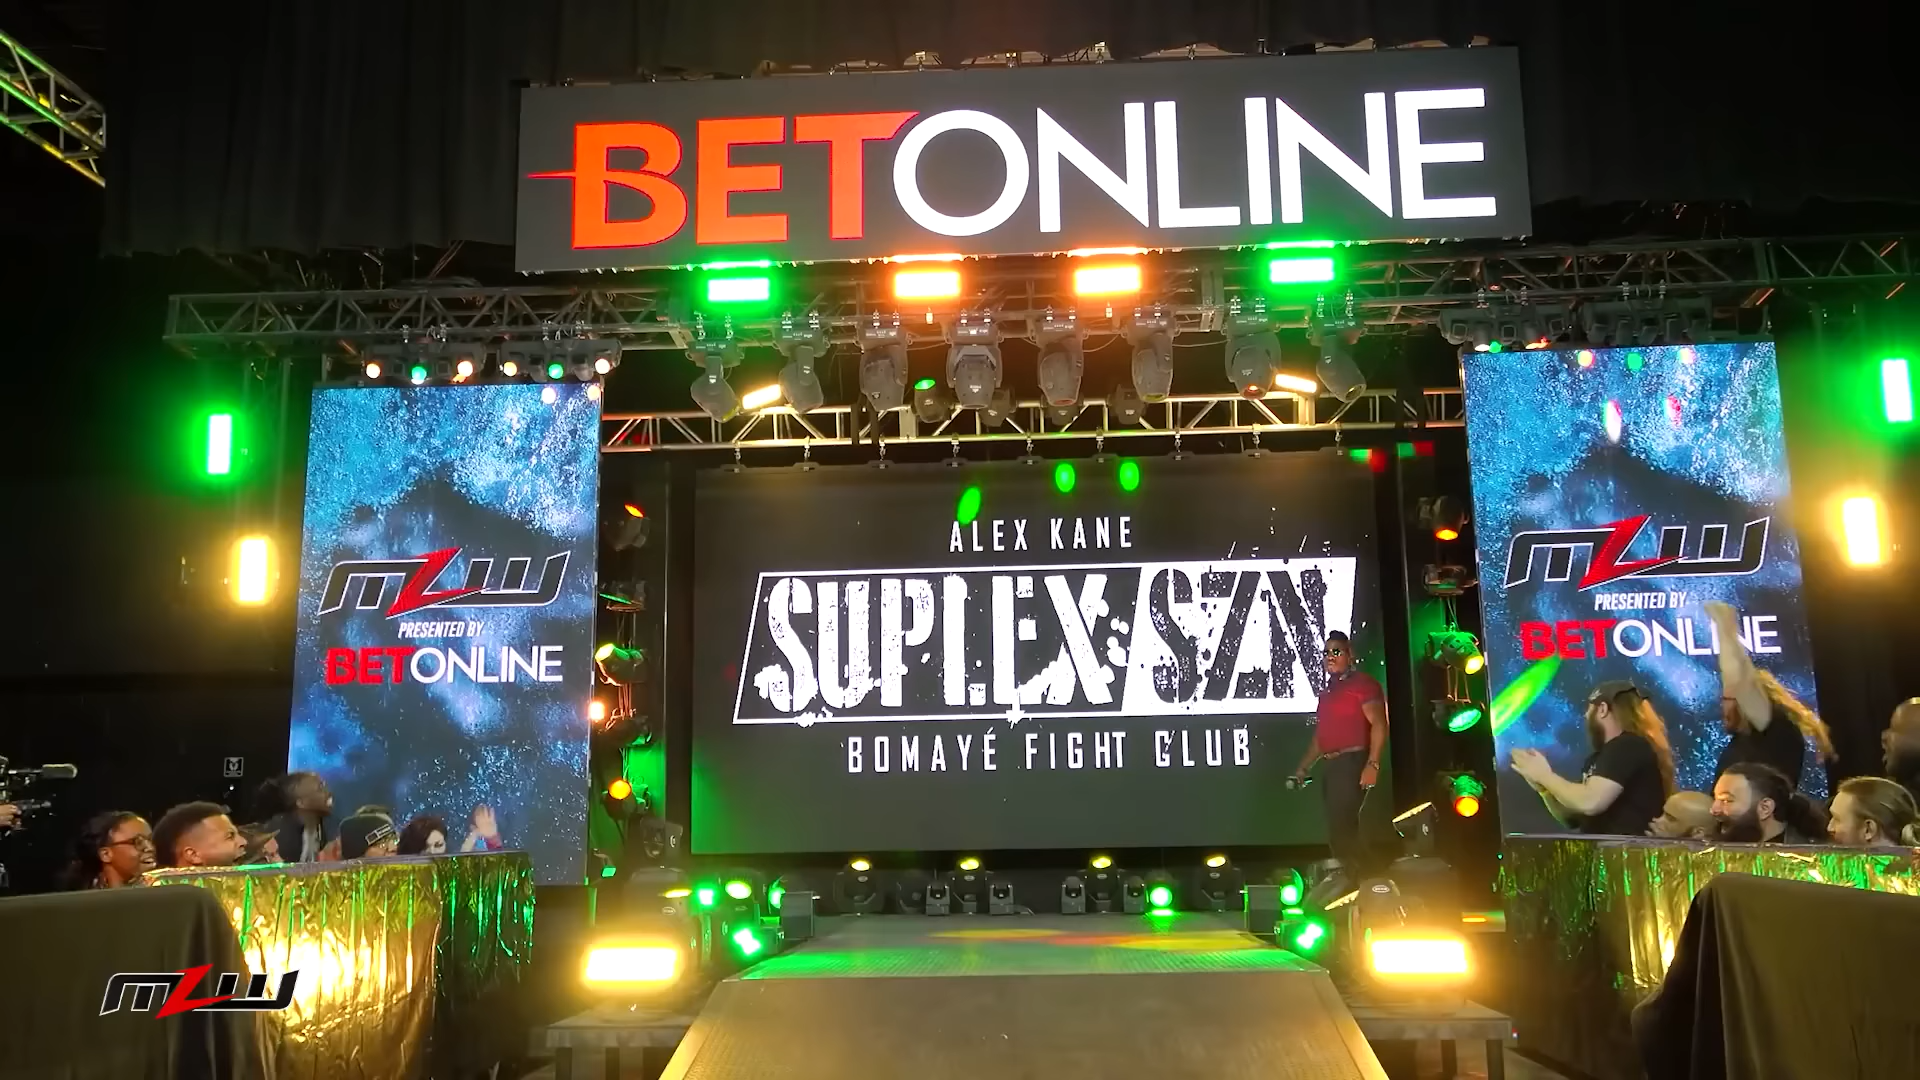 BETONLINE
ALEX KANE
SUPLEX SZN
BOMAYÉ FIGHT CLUB
MLW
PRESENTED BY
BETONLINE
MLW
PRESENTED BY
BETONLINE
MLW